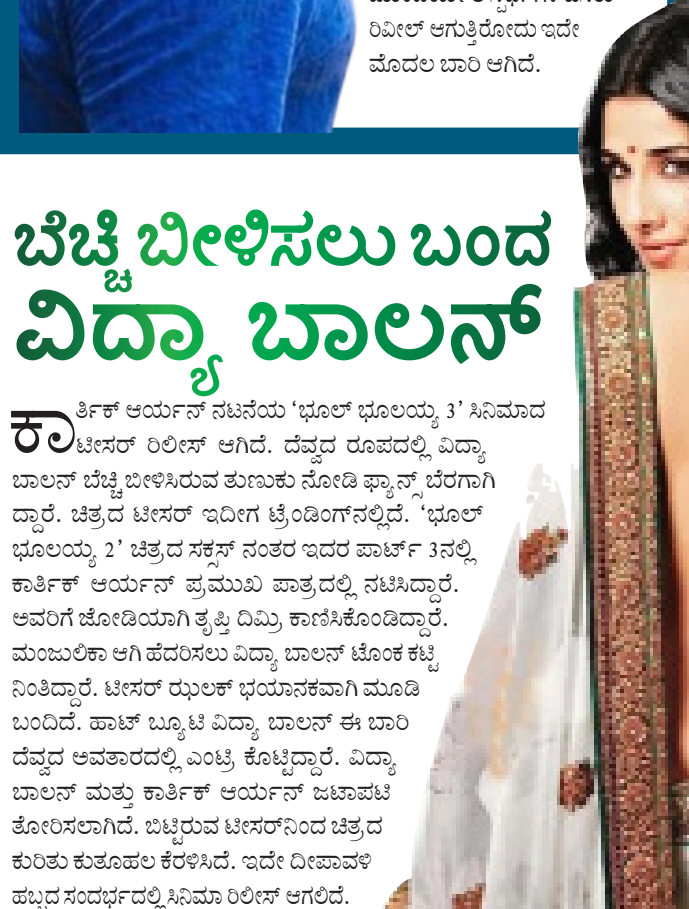 ರಿವೀಲ್ ಆಗುತ್ತಿರೋದು ಇದೇ
ಮೊದಲ ಬಾರಿ ಆಗಿದೆ.
ಬೆಚ್ಚಿ ಬೀಳಿಸಲು ಬಂದ
ವಿದ್ಯಾ ಬಾಲನ್
ಕಾರ್ತಿಕ್ ಆರ್ಯನ್ ನಟನೆಯ ‘ಭೂಲ್ ಭೂಲಯ್ಯ 3’ ಸಿನಿಮಾದ
ಟೀಸರ್ ರಿಲೀಸ್ ಆಗಿದೆ. ದೆವ್ವದ ರೂಪದಲ್ಲಿ ವಿದ್ಯಾ
ಬಾಲನ್ ಬೆಚ್ಚಿ ಬೀಳಿಸಿರುವ ತುಣುಕು ನೋಡಿ ಫ್ಯಾನ್ಸ್ ಬೆರಗಾಗಿ
ದ್ದಾರೆ. ಚಿತ್ರದ ಟೀಸರ್ ಇದೀಗ ಟ್ರೆಂಡಿಂಗ್‌ನಲ್ಲಿದೆ. ‘ಭೂಲ್
ಭೂಲಯ್ಯ 2’ ಚಿತ್ರದ ಸಕ್ಸಸ್ ನಂತರ ಇದರ ಪಾರ್ಟ್ 3ನಲ್ಲಿ
ಕಾರ್ತಿಕ್ ಆರ್ಯನ್ ಪ್ರಮುಖ ಪಾತ್ರದಲ್ಲಿ ನಟಿಸಿದ್ದಾರೆ.
ಅವರಿಗೆ ಜೋಡಿಯಾಗಿ ತೃಪ್ತಿ ದಿಮ್ರಿ ಕಾಣಿಸಿಕೊಂಡಿದ್ದಾರೆ.
ಮಂಜುಲಿಕಾ ಆಗಿ ಹೆದರಿಸಲು ವಿದ್ಯಾ ಬಾಲನ್ ಟೊಂಕ ಕಟ್ಟಿ
ನಿಂತಿದ್ದಾರೆ. ಟೀಸರ್ ಝಲಕ್ ಭಯಾನಕವಾಗಿ ಮೂಡಿ
ಬಂದಿದೆ. ಹಾಟ್ ಬ್ಯೂಟಿ ವಿದ್ಯಾ ಬಾಲನ್ ಈ ಬಾರಿ
ದೆವ್ವದ ಅವತಾರದಲ್ಲಿ ಎಂಟ್ರಿ ಕೊಟ್ಟಿದ್ದಾರೆ. ವಿದ್ಯಾ
ಬಾಲನ್ ಮತ್ತು ಕಾರ್ತಿಕ್ ಆರ್ಯನ್ ಜಟಾಪಟಿ
ತೋರಿಸಲಾಗಿದೆ. ಬಿಟ್ಟಿರುವ ಟೀಸರ್‌ನಿಂದ ಚಿತ್ರದ
ಕುರಿತು ಕುತೂಹಲ ಕೆರಳಿಸಿದೆ. ಇದೇ ದೀಪಾವಳಿ
ಹಬ್ಬದ ಸಂದರ್ಭದಲ್ಲಿ ಸಿನಿಮಾ ರಿಲೀಸ್ ಆಗಲಿದೆ.